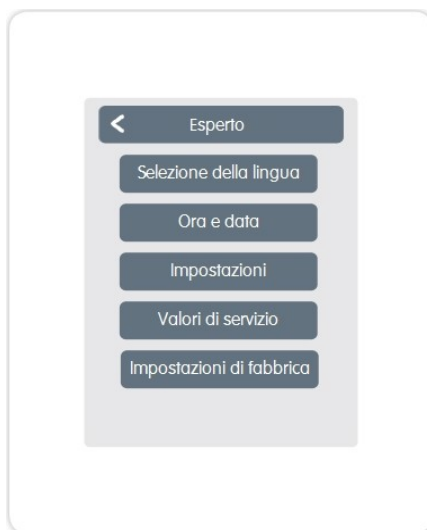 Esperto
Selezione della lingua
Ora e data
Impostazioni
Valori di servizio
Impostazioni di fabbrica